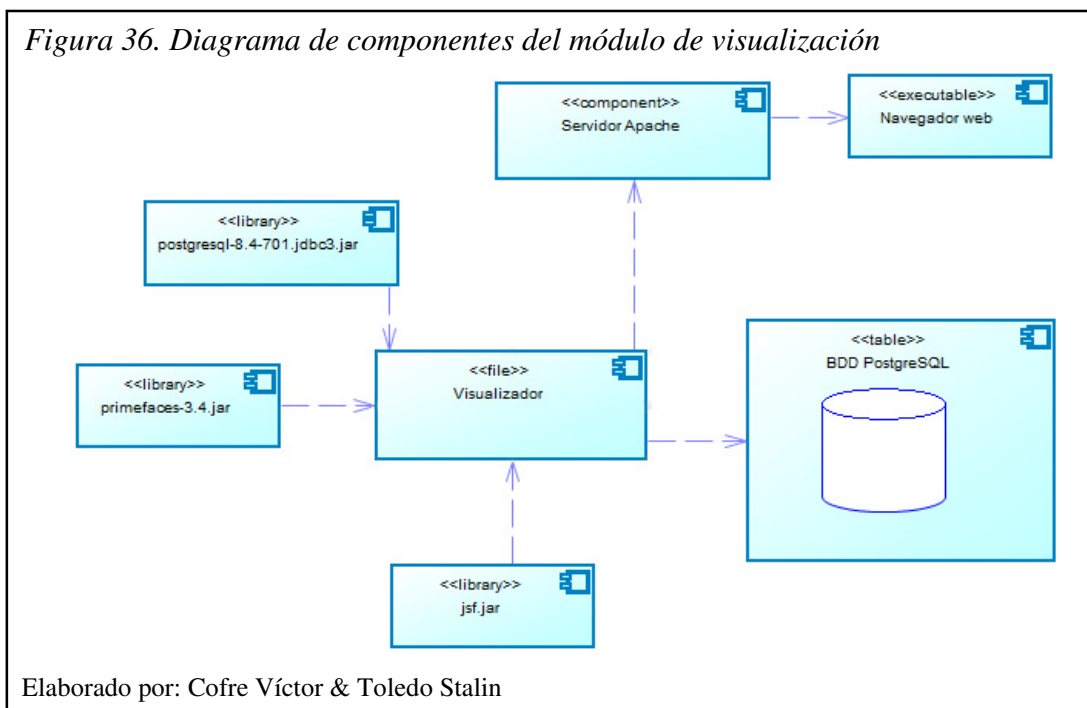 Figura 36. Diagrama de componentes del módulo de visualización
<<component>>
Servidor Apache
<<executable>>
Navegador web
<<library>>
postgresql-8.4-701.jdbc3.jar
<<library>>
primefaces-3.4.jar
<<file>>
Visualizador
<<table>>
BDD PostgreSQL
<<library>>
jsf.jar
Elaborado por: Cofre Víctor & Toledo Stalin